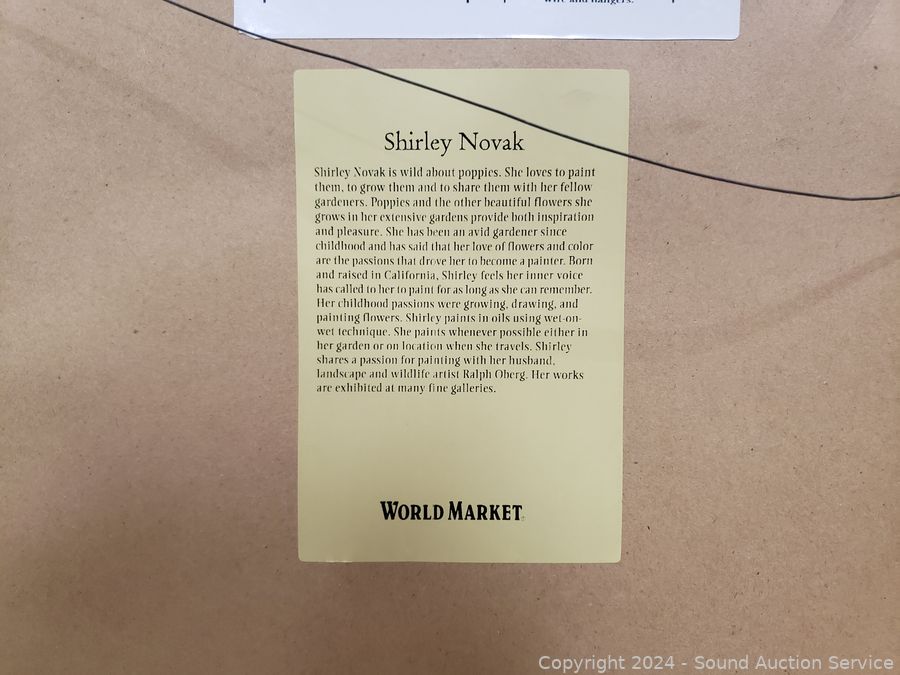 wire and hangers.
Shirley Novak
Shirley Novak is wild about poppies. She loves to paint
them, to grow them and to share them with her fellow
gardeners. Poppies and the other beautiful flowers she
grows in her extensive gardens provide both inspiration
and pleasure. She has been an avid gardener since
childhood and has said that her love of flowers and color
are the passions that drove her to become a painter. Born
and raised in California, Shirley feels her inner voice
has called to her to paint for as long as she can remember.
Her childhood passions were growing, drawing, and
painting flowers. Shirley paints in oils using wet-on-
wet technique. She paints whenever possible either in
her garden or on location when she travels. Shirley
shares a passion for painting with her husband,
landscape and wildlife artist Ralph Oberg. Her works
are exhibited at many fine galleries.
WORLD MARKET
Copyright 2024 - Sound Auction Service